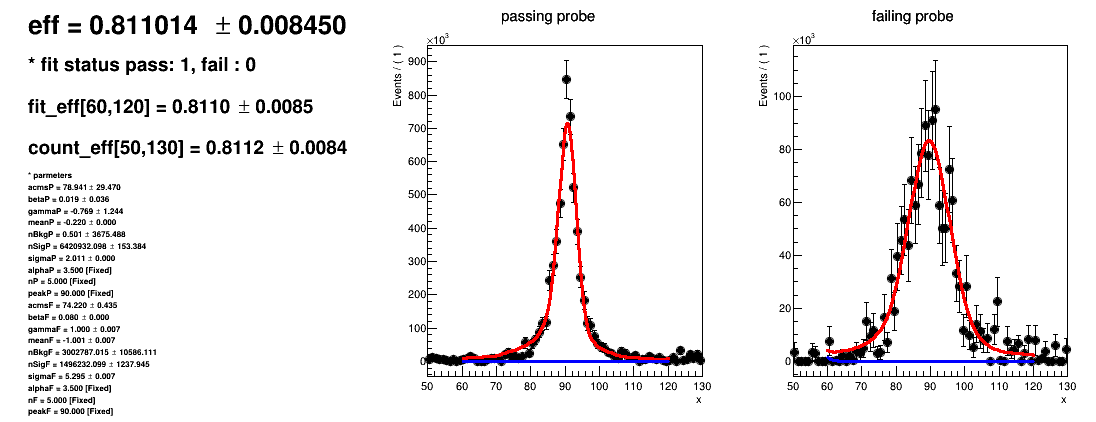 eff = 0.811014 ± 0.008450
* fit status pass: 1, fail : 0
fit_eff[60,120] = 0.8110 ± 0.0085
count_eff[50,130] = 0.8112 ± 0.0084
* parmeters
acmsP = 78.941 ± 29.470
betaP = 0.019 ± 0.036
gammaP = -0.769 ± 1.244
meanP = -0.220 ± 0.000
nBkgP = 0.501 ± 3675.488
nSigP = 6420932.098 ± 153.384
sigmaP = 2.011 ± 0.000
alphaP = 3.500 [Fixed]
nP = 5.000 [Fixed]
peakP = 90.000 [Fixed]
acmsF = 74.220 ± 0.435
betaF = 0.080 ± 0.000
gammaF = 1.000 ± 0.007
meanF = -1.001 ± 0.007
nBkgF = 3002787.015 ± 10586.111
nSigF = 1496232.099 ± 1237.945
sigmaF = 5.295 ± 0.007
alphaF = 3.500 [Fixed]
nF = 5.000 [Fixed]
peakF = 90.000 [Fixed]
passing probe
×10³
Events / ( 1 )
900
800
700
600
500
400
300
200
100
0
50 60 70 80 90 100 110 120 130
x
failing probe
×10³
Events / ( 1 )
100
80
60
40
20
0
50 60 70 80 90 100 110 120 130
x